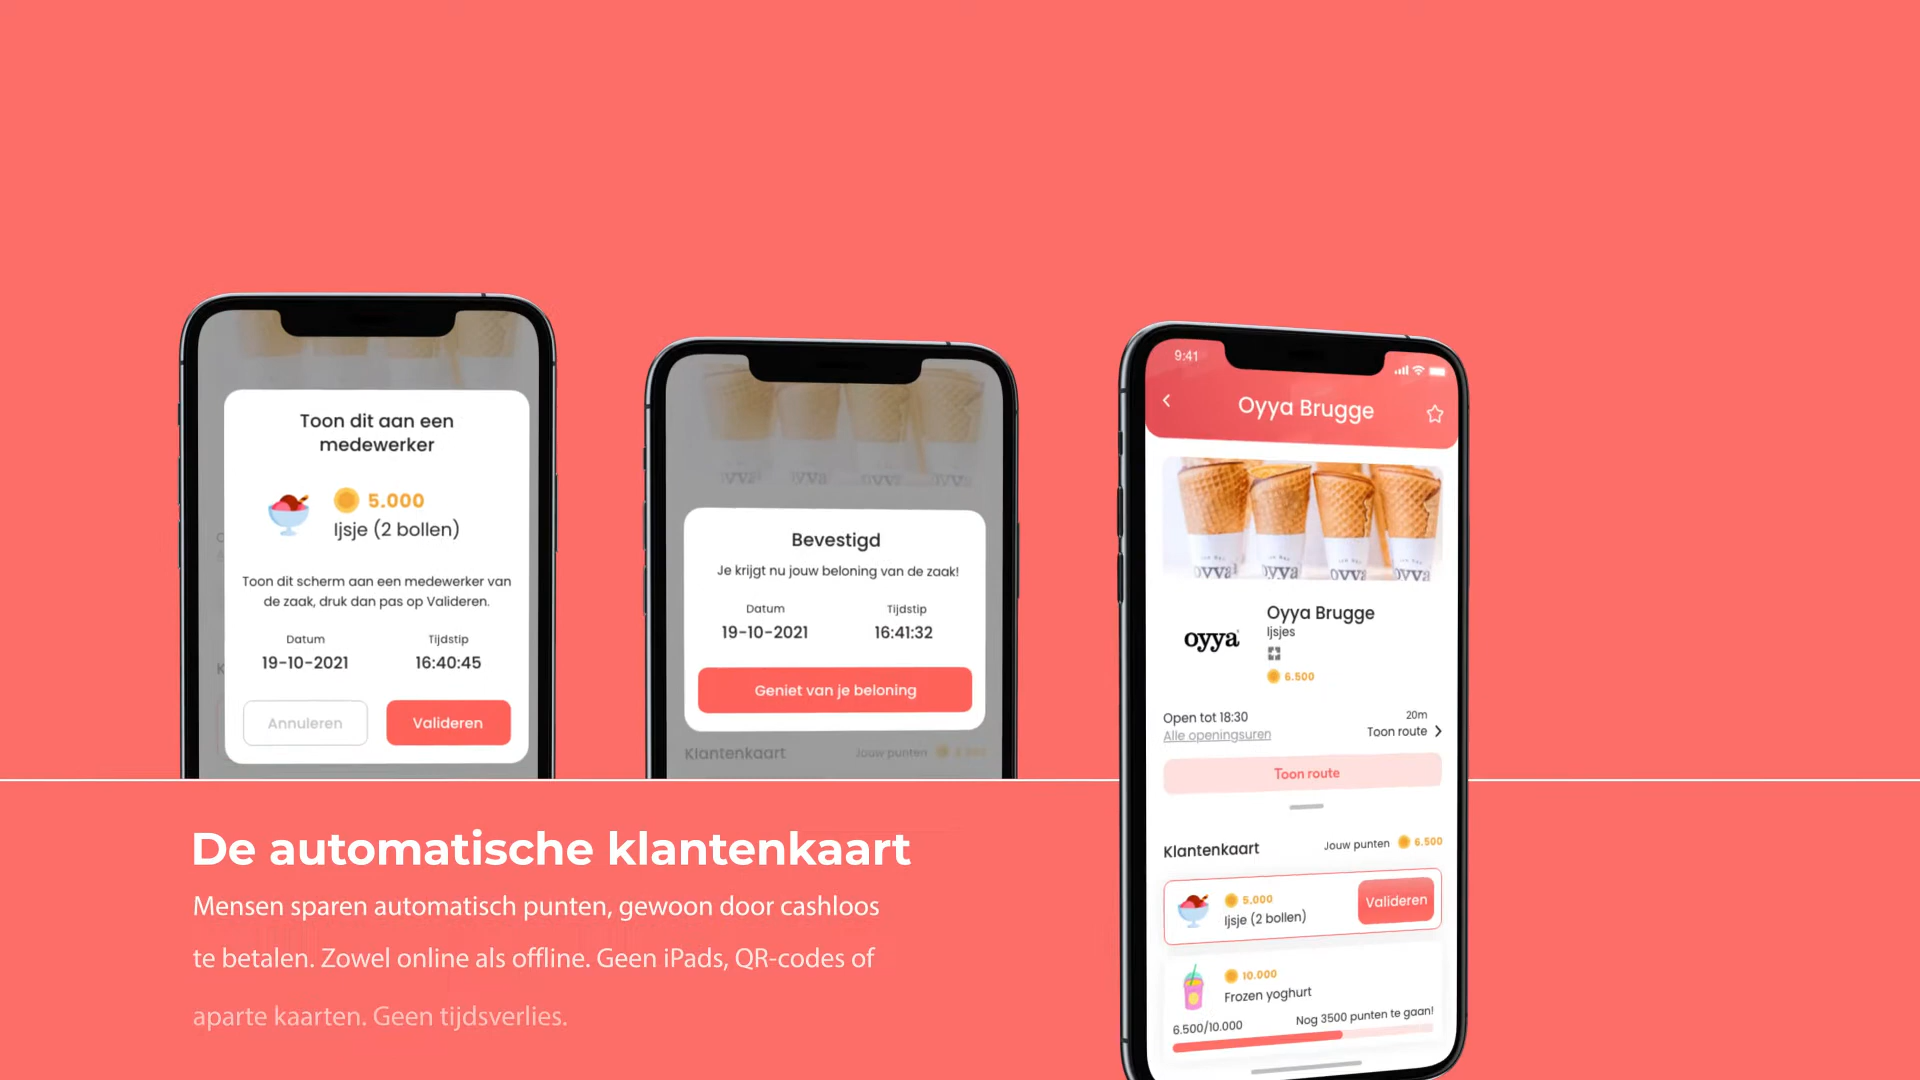 Toon dit aan een
medewerker
5.000
Ijsje (2 bollen)
Toon dit scherm aan een medewerker van
de zaak, druk dan pas op Valideren.
Datum
Tijdstip
19-10-2021
16:40:45
Annuleren
Valideren
Bevestigd
Je krijgt nu jouw beloning van de zaak!
Datum
Tijdstip
19-10-2021
16:41:32
Geniet van je beloning
Klantenkaart
Jouw punten
9:41
Oyya Brugge
oyya
Oyya Brugge
Ijsjes
6.500
Open tot 18:30
20m
Alle openingsuren
Toon route
Toon route
Klantenkaart
Jouw punten
6.500
5.000
Ijsje (2 bollen)
Valideren
10.000
Frozen yoghurt
6.500/10.000
Nog 3500 punten te gaan!
De automatische klantenkaart
Mensen sparen automatisch punten, gewoon door cashloos
te betalen. Zowel online als offline. Geen iPads, QR-codes of
aparte kaarten. Geen tijdsverlies.